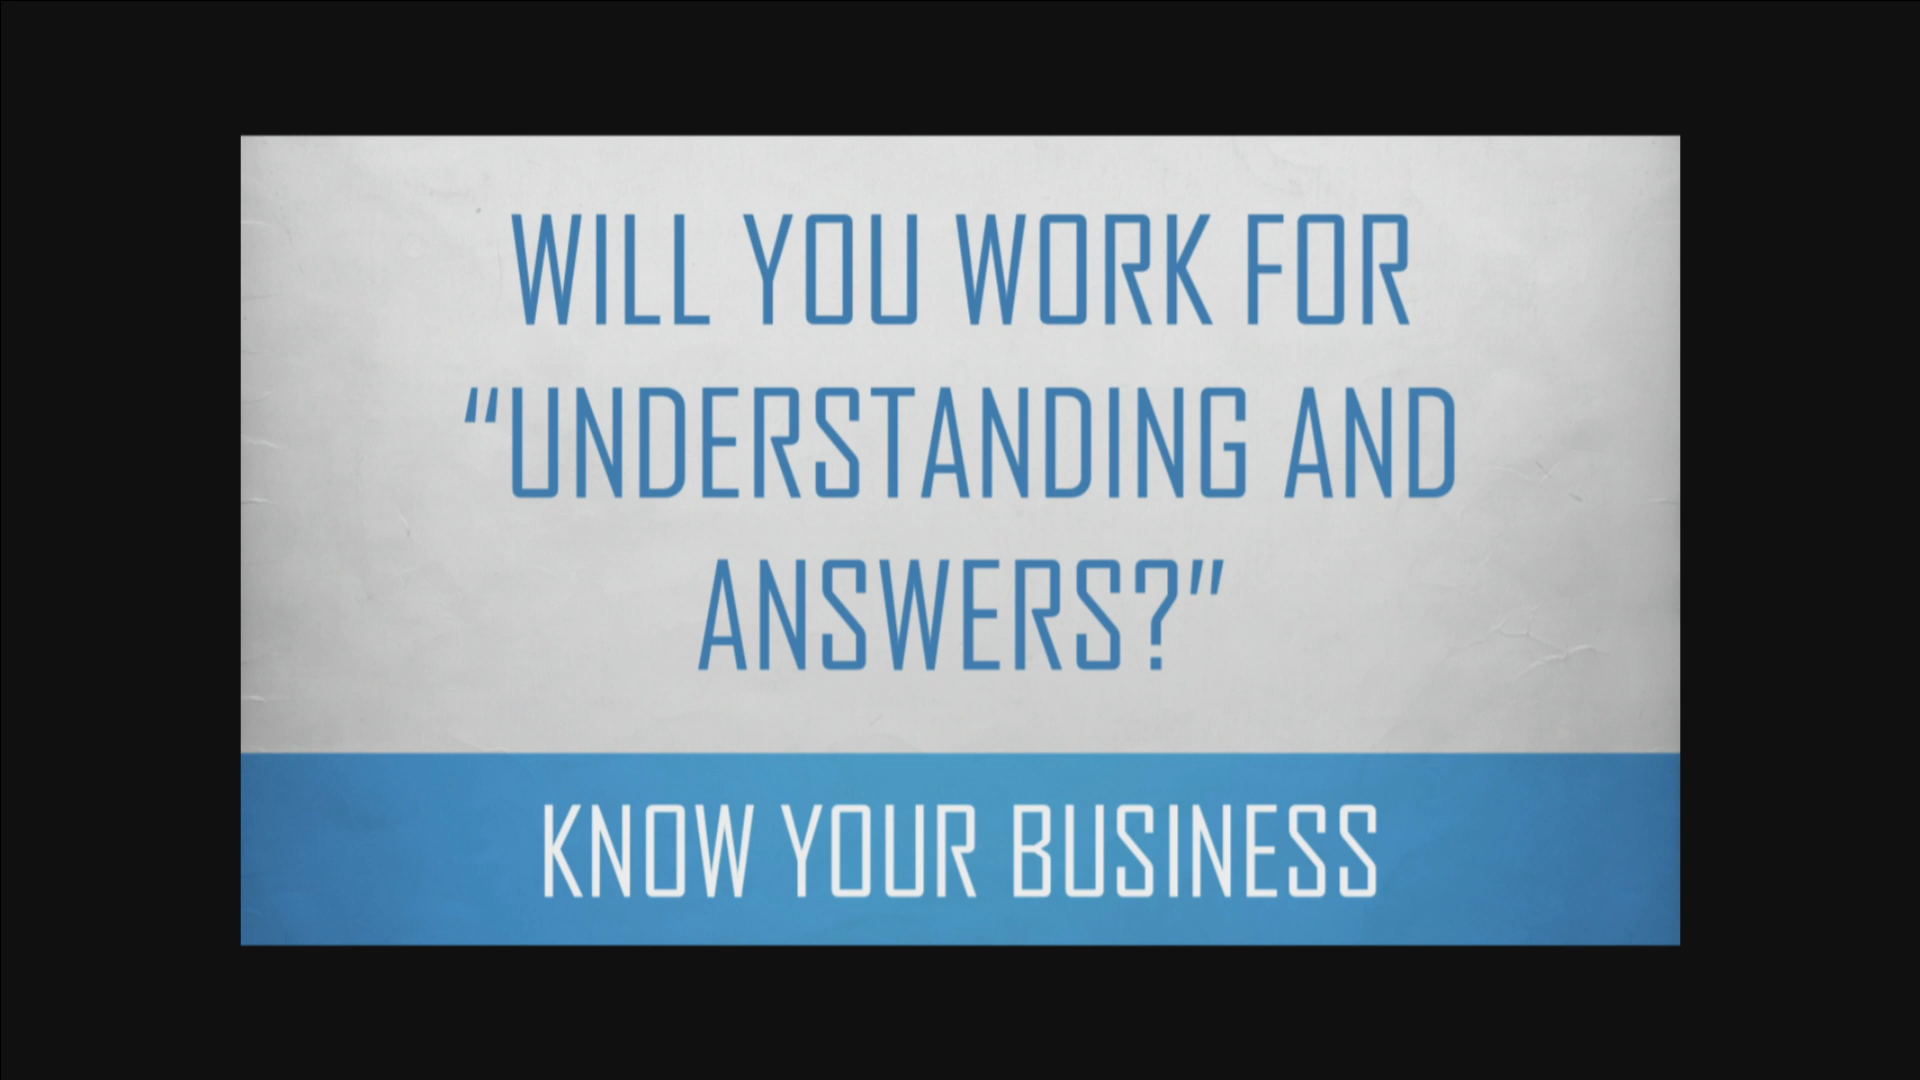 WILL YOU WORK FOR
“UNDERSTANDING AND
ANSWERS?”
KNOW YOUR BUSINESS